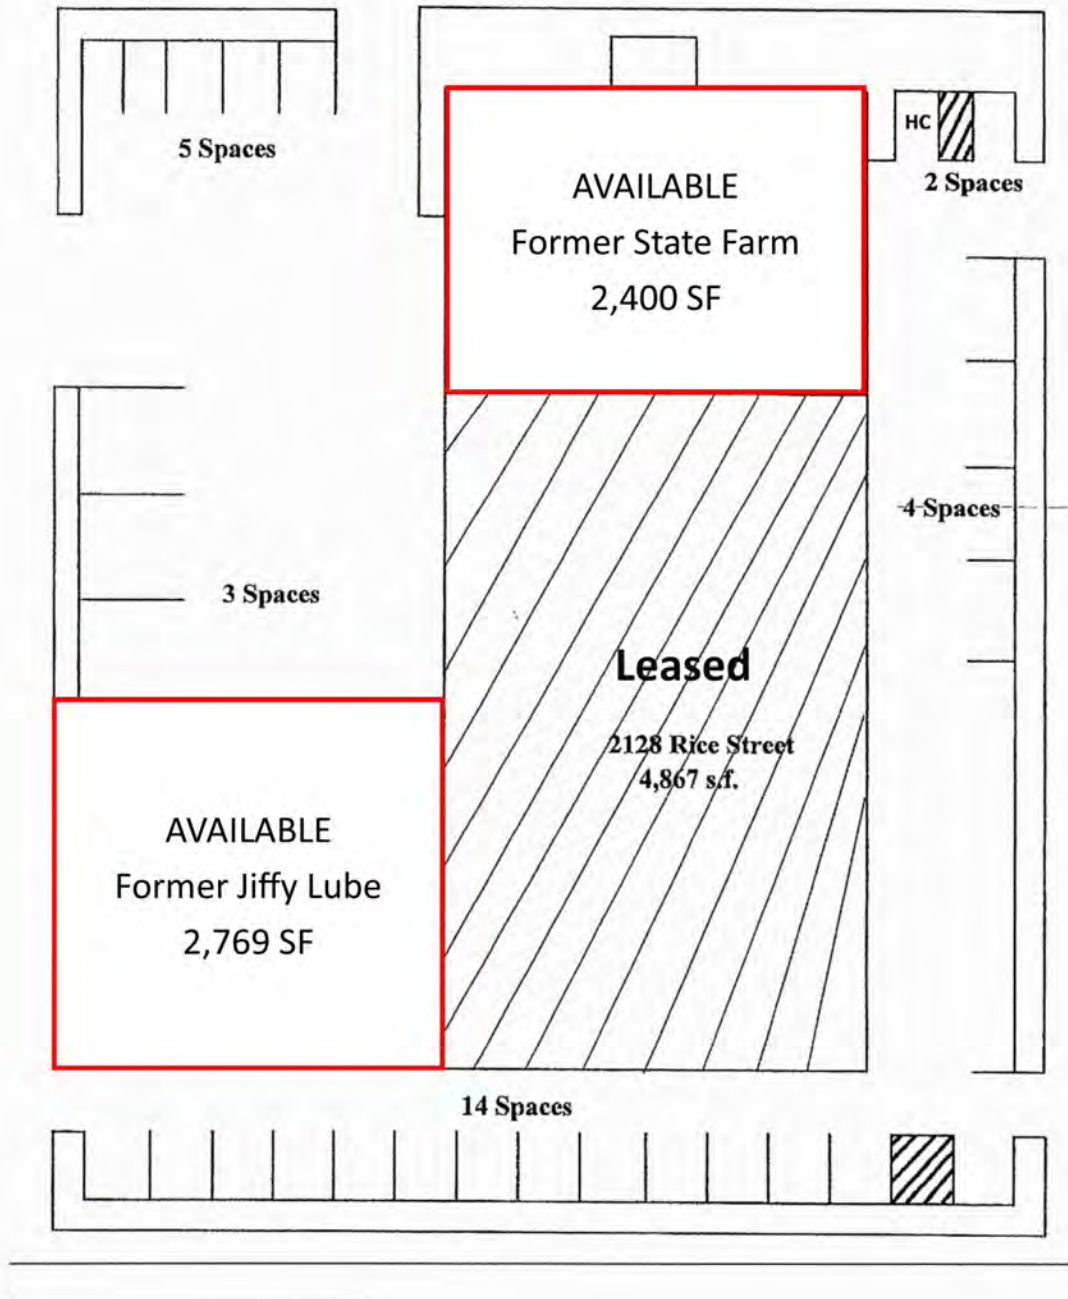 5 Spaces
HC
2 Spaces
AVAILABLE
Former State Farm
2,400 SF
4 Spaces
3 Spaces
Leased
2128 Rice Street
4,867 s.f.
AVAILABLE
Former Jiffy Lube
2,769 SF
14 Spaces